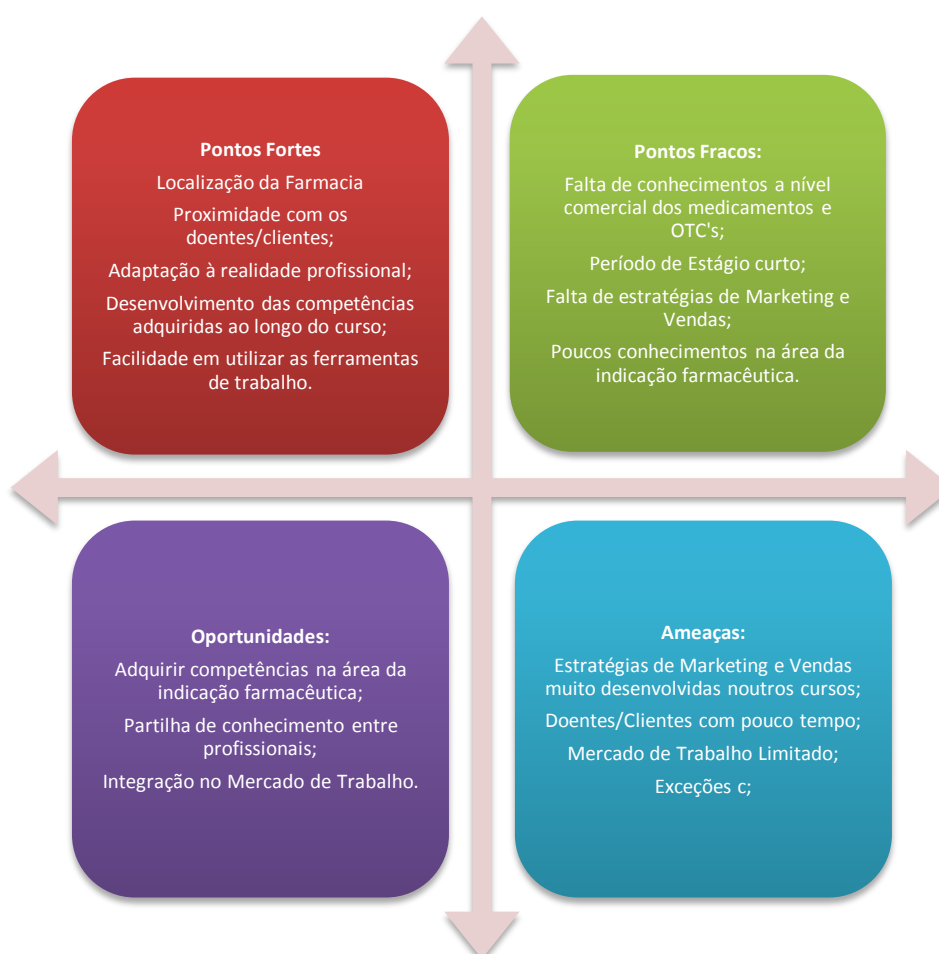 Pontos Fortes
Localização da Farmacia
Proximidade com os
doentes/clientes;
Adaptação à realidade profissional;
Desenvolvimento das competências
adquiridas ao longo do curso;
Facilidade em utilizar as ferramentas
de trabalho.
Pontos Fracos:
Falta de conhecimentos a nível
comercial dos medicamentos e
OTC's;
Período de Estágio curto;
Falta de estratégias de Marketing e
Vendas;
Poucos conhecimentos na área da
indicação farmacêutica.
Oportunidades:
Adquirir competências na área da
indicação farmacêutica;
Partilha de conhecimento entre
profissionais;
Integração no Mercado de Trabalho.
Ameaças:
Estratégias de Marketing e Vendas
muito desenvolvidas noutros cursos;
Doentes/Clientes com pouco tempo;
Mercado de Trabalho Limitado;
Exceções c;